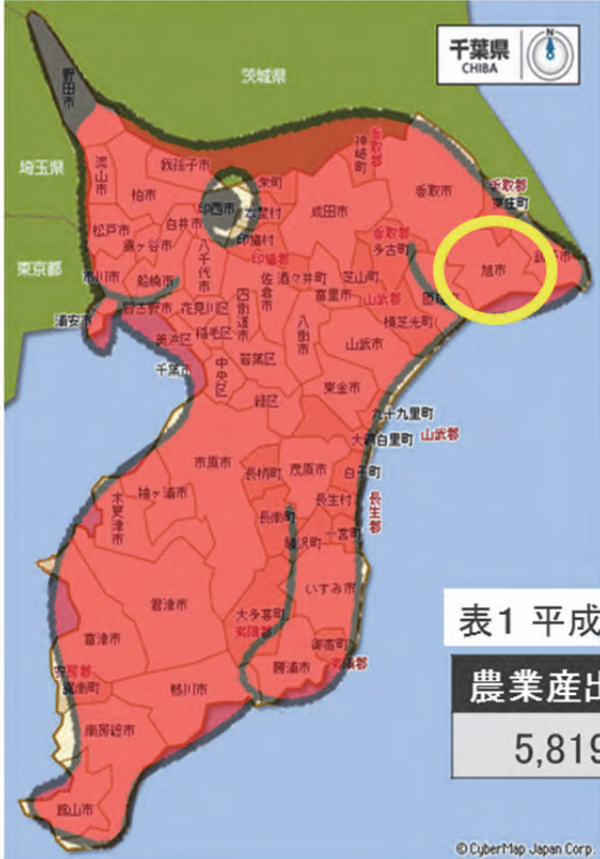 千葉県
CHIBA
N
茨城県
野田市
埼玉県
東京都
流山市
我孫子市
柏市
印西市
栄町
神崎町
香取郡
香取市
香取郡
東庄町
松戸市
白井市
本埜村
成田市
鎌ヶ谷市
印旛村
香取郡
多古町
旭市
市川市
船橋市
八千代市
印旛郡
酒々井町
芝山町
浦安市
習志野市
花見川区
四街道市
佐倉市
富里市
山武郡
横芝光町
美浜区
稲毛区
八街市
山武市
千葉市
中央区
若葉区
緑区
東金市
九十九里町
大網白里町
山武郡
市原市
長柄町
茂原市
白子町
木更津市
袖ヶ浦市
長生村
長生郡
長南町
一宮町
睦沢町
いすみ市
君津市
大多喜町
夷隅郡
富津市
御宿町
夷隅郡
勝浦市
安房郡
鋸南町
鴨川市
南房総市
館山市
表1 平成
農業産出
5,819
© CyberMap Japan Corp.